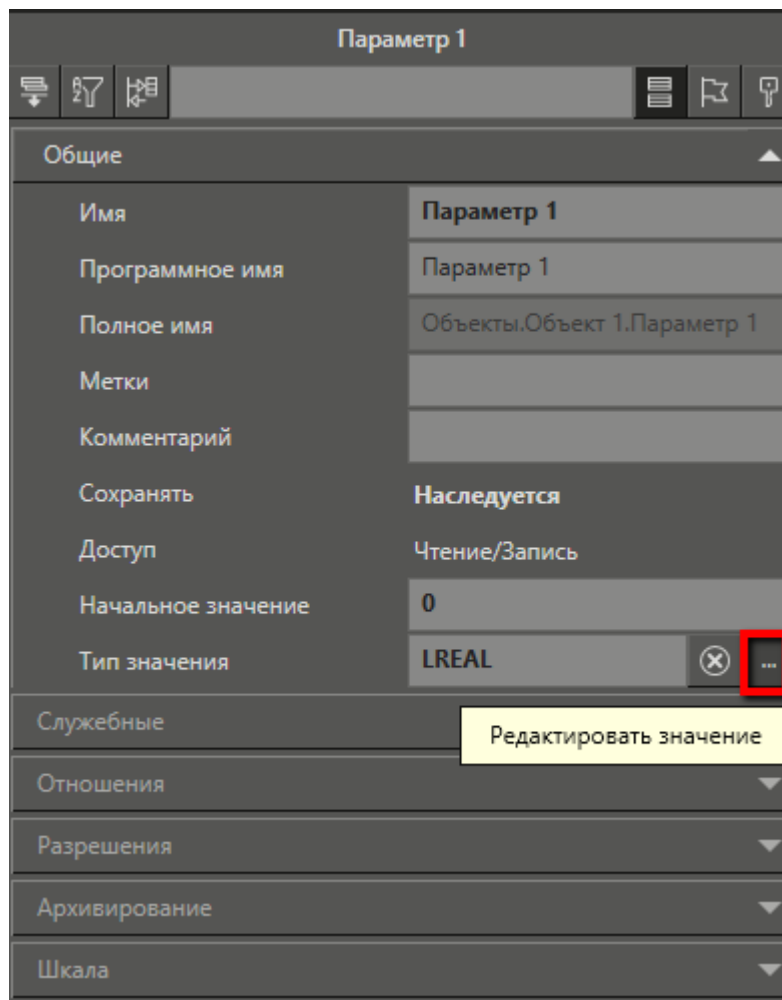 Параметр 1
Общие
Имя Параметр 1
Программное имя Параметр 1
Полное имя Объекты.Объект 1.Параметр 1
Метки
Комментарий
Сохранять Наследуется
Доступ Чтение/Запись
Начальное значение 0
Тип значения LREAL ...
Служебные
Редактировать значение
Отношения
Разрешения
Архивирование
Шкала